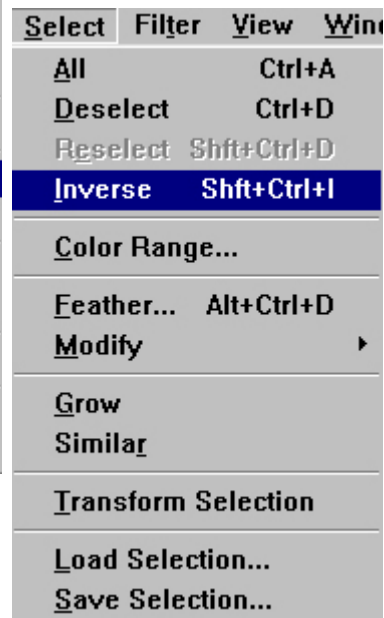 Select Filter View Wind
All Ctrl+A
Deselect Ctrl+D
Reselect Shft+Ctrl+D
Inverse Shft+Ctrl+I
Color Range...
Feather... Alt+Ctrl+D
Modify
Grow
Similar
Transform Selection
Load Selection...
Save Selection...